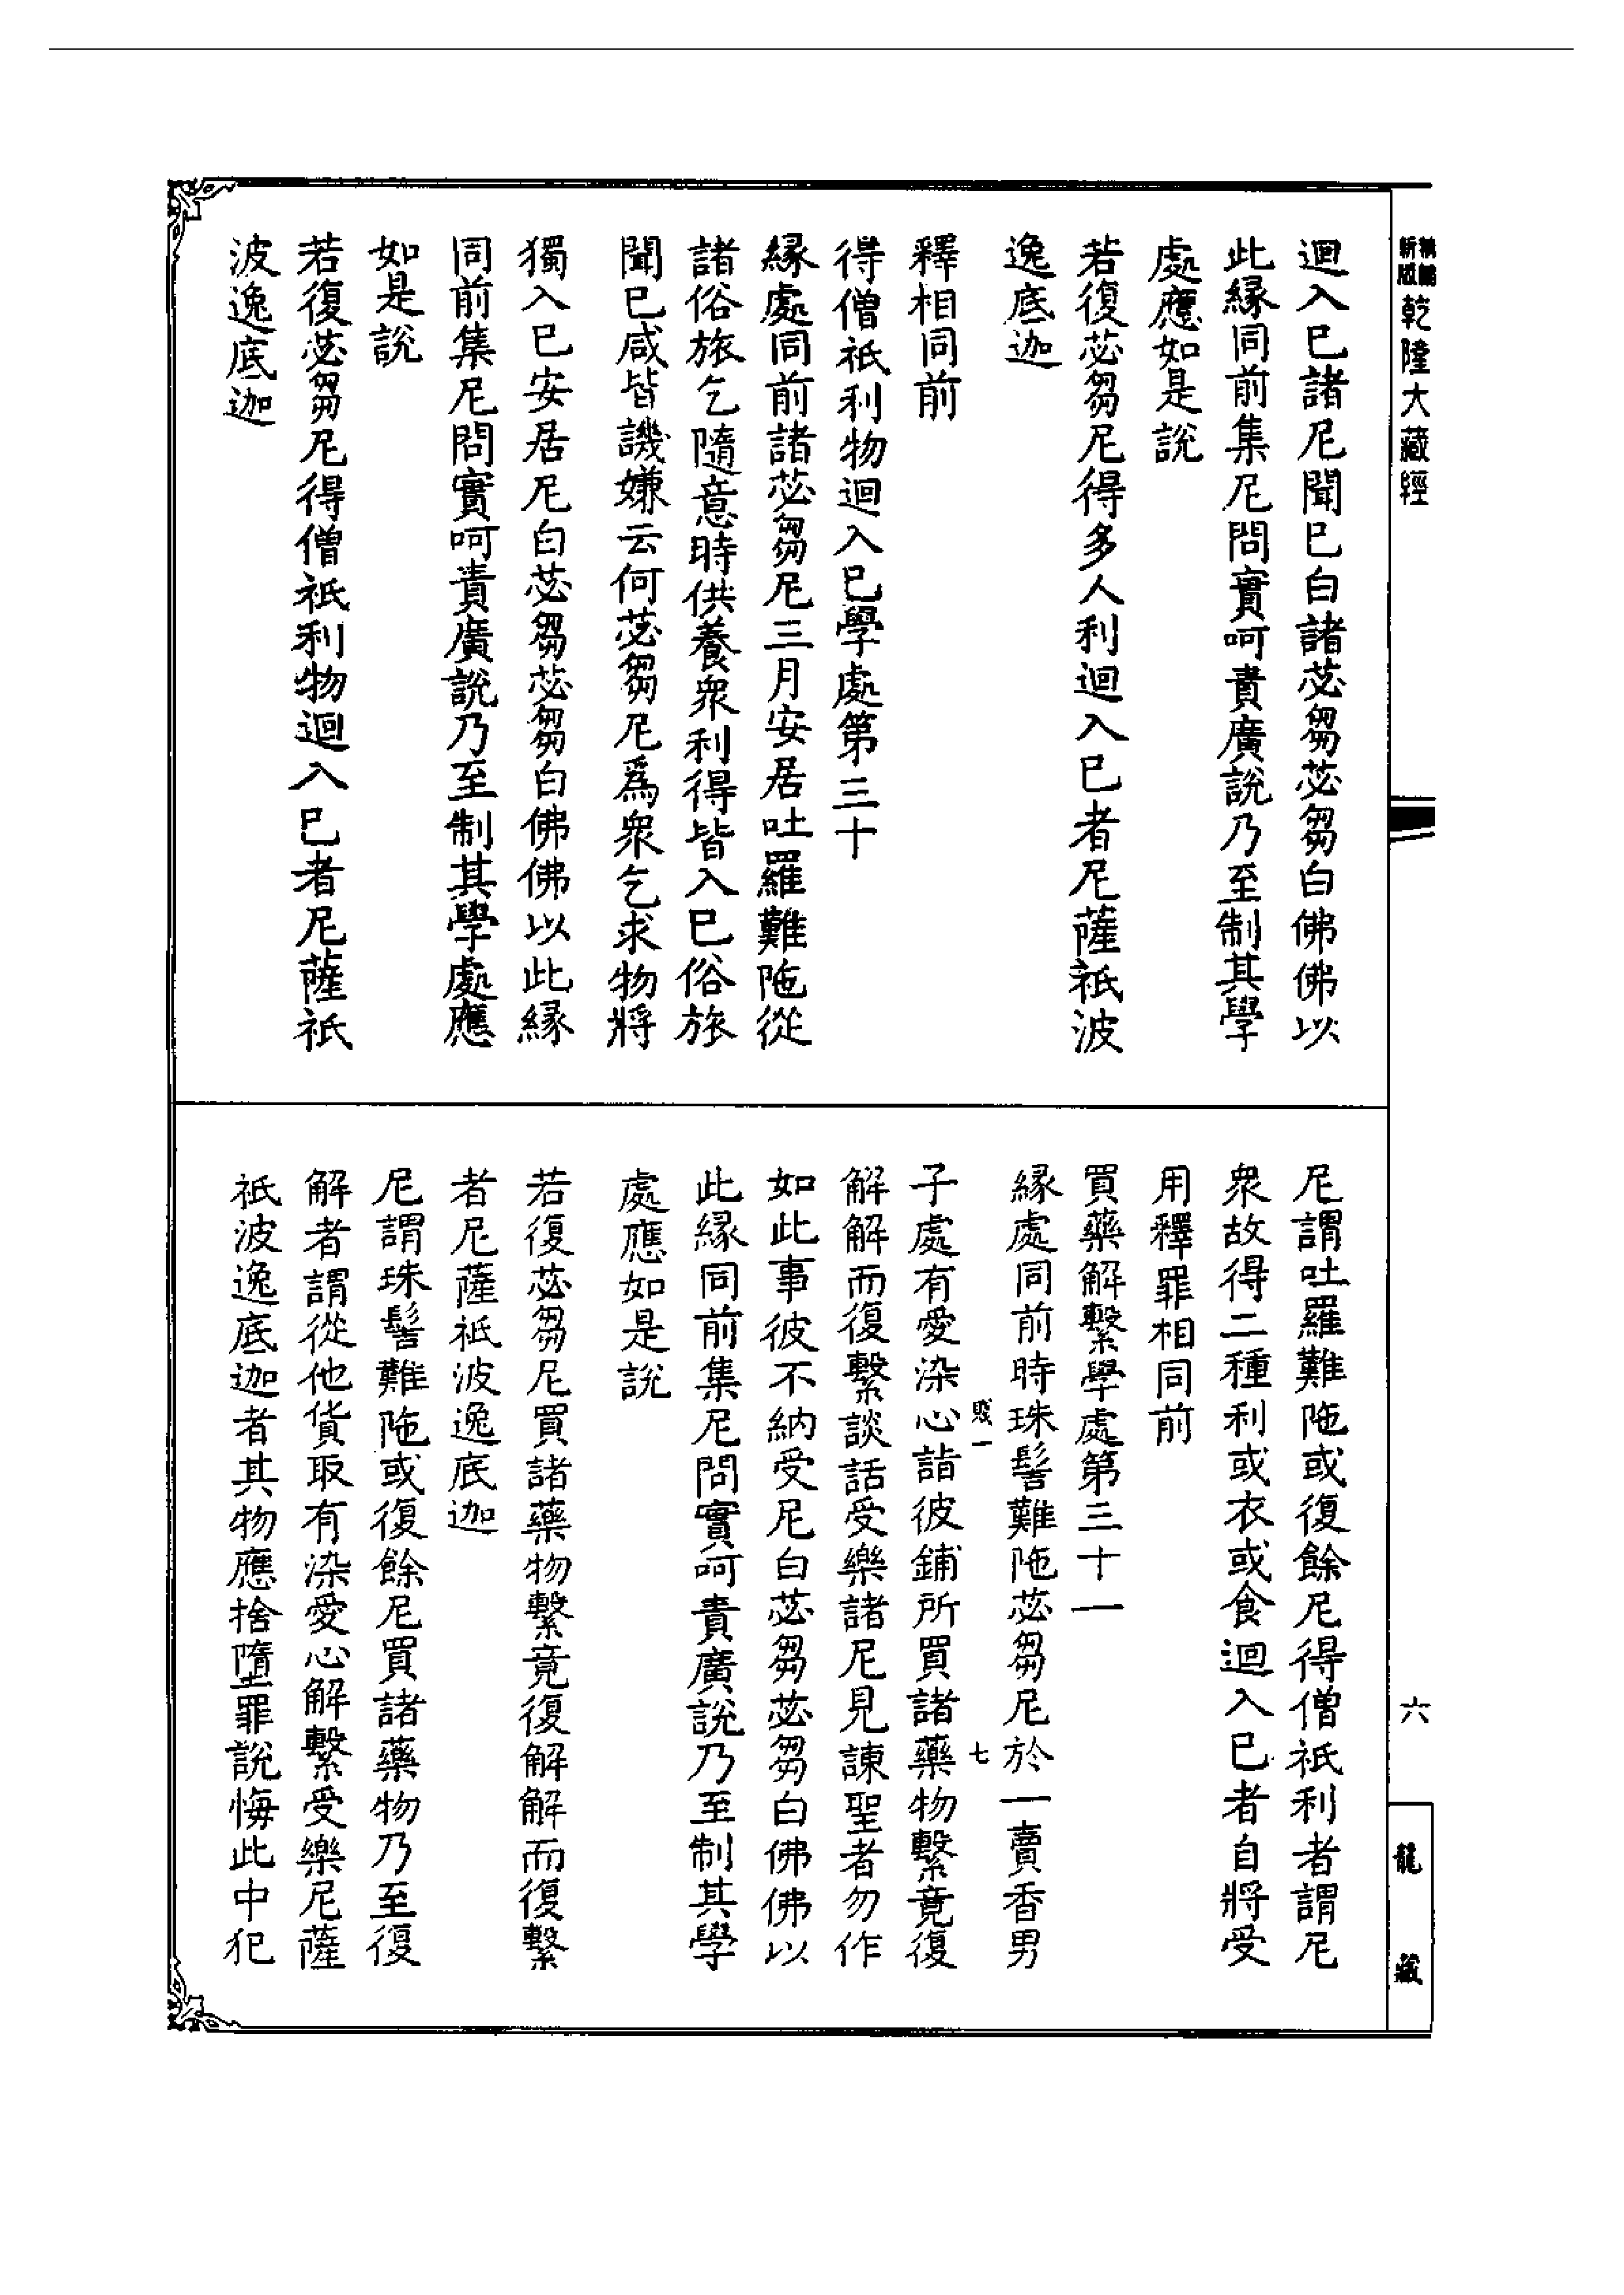 新編縮版 乾隆大藏經
迴入巳諸尼聞巳白諸苾芻苾芻白佛佛以
此緣同前集尼問實呵責廣說乃至制其學
處應如是說
若復苾芻尼得多人利迴入巳者尼薩祇波
逸底迦
釋相同前
得僧祇利物迴入巳學處第三十
緣處同前諸苾芻尼三月安居吐羅難陁從
諸俗旅乞隨意時供養衆利得皆入巳俗旅
聞巳咸皆譏嫌云何苾芻尼爲衆乞求物將
獨入巳安居尼白苾芻苾芻白佛佛以此緣
同前集尼問實呵責廣說乃至制其學處應
如是說
若復苾芻尼得僧祇利物迴入巳者尼薩祇
波逸底迦
尼謂吐羅難陁或復餘尼得僧祇利者謂尼
衆故得二種利或衣或食迴入巳者自將受
用釋罪相同前
買藥解繫學處第三十一
緣處同前時珠髻難陁苾芻尼於一賣香男
子處有愛染心詣彼鋪所買諸藥物繫竟復
解解而復繫談話受樂諸尼見諫聖者勿作
如此事彼不納受尼白苾芻苾芻白佛佛以
此緣同前集尼問實呵責廣說乃至制其學
處應如是說
若復苾芻尼買諸藥物繫竟復解解而復繫
者尼薩祇波逸底迦
尼謂珠髻難陁或復餘尼買諸藥物乃至復
解者謂從他貨取有染愛心解繫受樂尼薩
祇波逸底迦者其物應捨墮罪說悔此中犯
一 七
六
龍藏